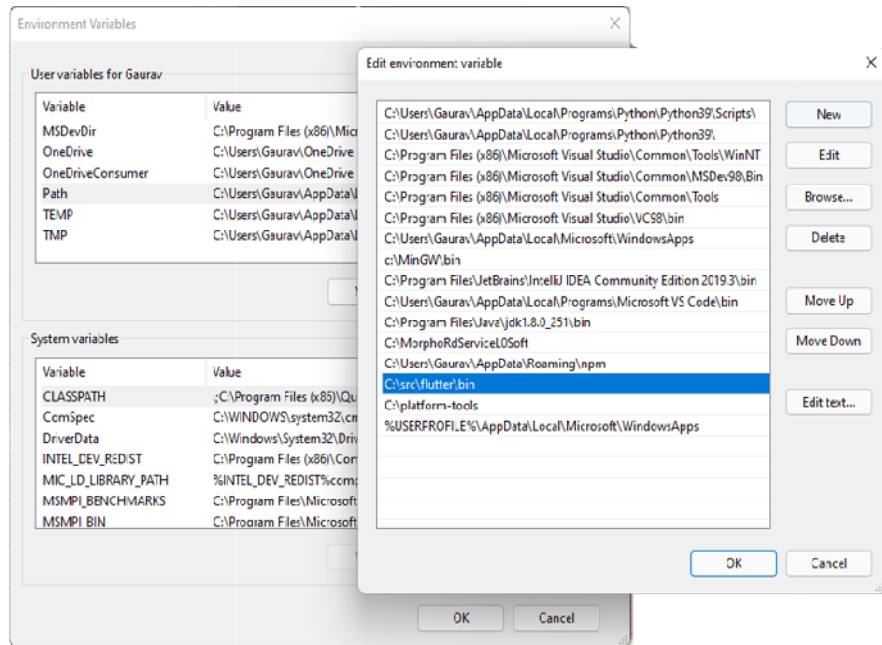 Environment Variables
User variables for Gaurav
Variable Value
MSDevDir C:\Program Files (x86)\Micr
OneDrive C:\Users\Gaurav\OneDrive
OneDriveConsumer C:\Users\Gaurav\OneDrive
Path C:\Users\Gaurav\AppData\L
TEMP C:\Users\Gaurav\AppData\L
TMP C:\Users\Gaurav\AppData\L
System variables
Variable Value
CLASSPATH .;C:\Program Files (x86)\Qu
ComSpec C:\WINDOWS\system32\cm
DriverData C:\Windows\System32\Driv
INTEL_DEV_REDIST C:\Program Files (x86)\Com
MIC_LD_LIBRARY_PATH %INTEL_DEV_REDIST%comp
MSMPI_BENCHMARKS C:\Program Files\Microsoft
MSMPI_BIN C:\Program Files\Microsoft
OK Cancel
Edit environment variable
C:\Users\Gaurav\AppData\Local\Programs\Python\Python39\Scripts\
C:\Users\Gaurav\AppData\Local\Programs\Python\Python39\
C:\Program Files (x86)\Microsoft Visual Studio\Common\Tools\WinNT
C:\Program Files (x86)\Microsoft Visual Studio\Common\MSDev98\Bin
C:\Program Files (x86)\Microsoft Visual Studio\Common\Tools
C:\Program Files (x86)\Microsoft Visual Studio\VC98\bin
C:\Users\Gaurav\AppData\Local\Microsoft\WindowsApps
c:\MinGW\bin
C:\Program Files\JetBrains\IntelliJ IDEA Community Edition 2019.3\bin
C:\Users\Gaurav\AppData\Local\Programs\Microsoft VS Code\bin
C:\Program Files\Java\jdk1.8.0_251\bin
C:\MorphoRdServiceL0Soft
C:\Users\Gaurav\AppData\Roaming\npm
C:\src\flutter\bin
C:\platform-tools
%USERPROFILE%\AppData\Local\Microsoft\WindowsApps
New
Edit
Browse...
Delete
Move Up
Move Down
Edit text...
OK Cancel